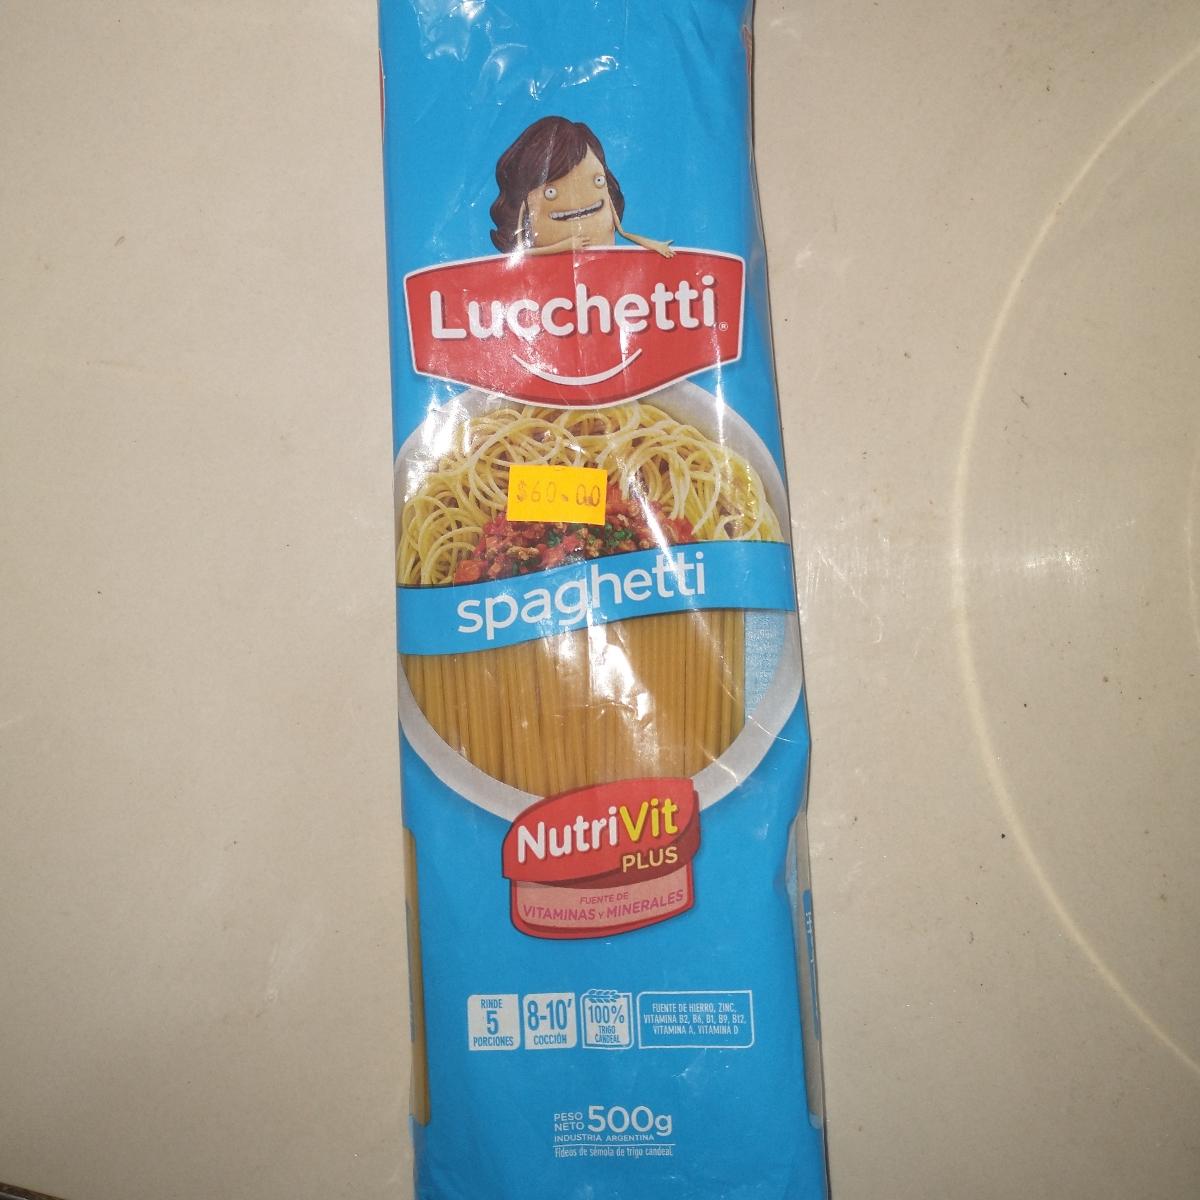 Lucchetti®
$60.00
spaghetti
NutriVit
PLUS
FUENTE DE
VITAMINAS Y MINERALES
RINDE
5
PORCIONES
8-10'
COCCIÓN
100%
TRIGO
CANDEAL
FUENTE DE HIERRO, ZINC,
VITAMINA B2, B6, B1, B9, B12,
VITAMINA A, VITAMINA D
PESO
NETO 500g
INDUSTRIA ARGENTINA
Fideos de sémola de trigo candeal.